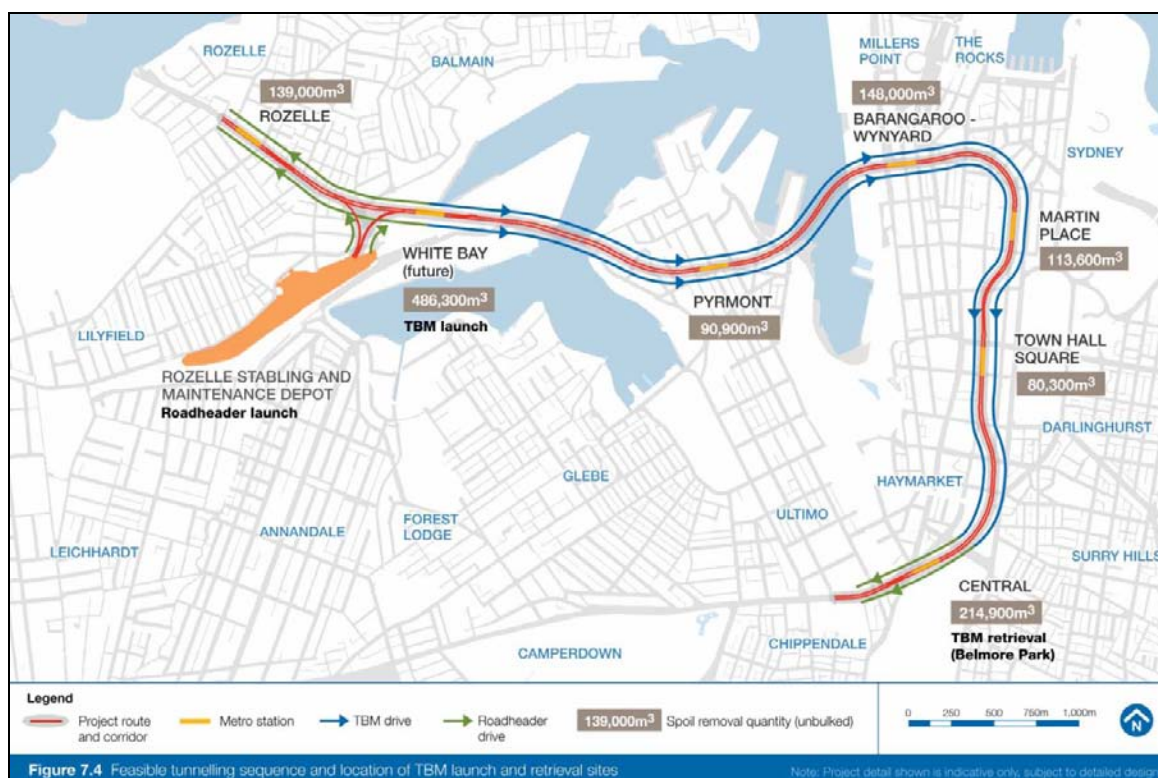 ROZELLE
BALMAIN
MILLERS
POINT
THE
ROCKS
139,000m³
ROZELLE
148,000m³
BARANGAROO -
WYNYARD
SYDNEY
MARTIN
PLACE
113,600m³
WHITE BAY
(future)
486,300m³
TBM launch
PYRMONT
90,900m³
LILYFIELD
TOWN HALL
SQUARE
80,300m³
ROZELLE STABLING AND
MAINTENANCE DEPOT
Roadheader launch
DARLINGHURST
GLEBE
HAYMARKET
ANNANDALE
FOREST
LODGE
ULTIMO
LEICHHARDT
SURRY HILLS
CENTRAL
214,900m³
TBM retrieval
(Belmore Park)
CHIPPENDALE
CAMPERDOWN
Legend
Project route
and corridor
Metro station
TBM drive
Roadheader
drive
139,000m³ Spoil removal quantity (unbulked)
0 250 500 750m 1,000m
N
Figure 7.4 Feasible tunnelling sequence and location of TBM launch and retrieval sites
Note: Project detail shown is indicative only, subject to detailed design